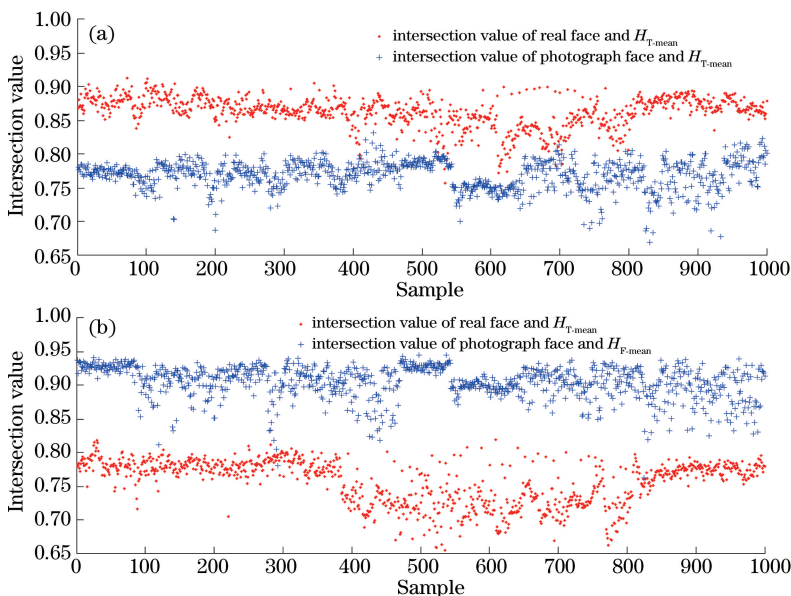 (a)
intersection value of real face and H_T-mean
intersection value of photograph face and H_T-mean
Intersection value
1.00
0.95
0.90
0.85
0.80
0.75
0.70
0.65
0 100 200 300 400 500 600 700 800 900 1000
Sample
(b)
intersection value of real face and H_T-mean
intersection value of photograph face and H_F-mean
Intersection value
1.00
0.95
0.90
0.85
0.80
0.75
0.70
0.65
0 100 200 300 400 500 600 700 800 900 1000
Sample